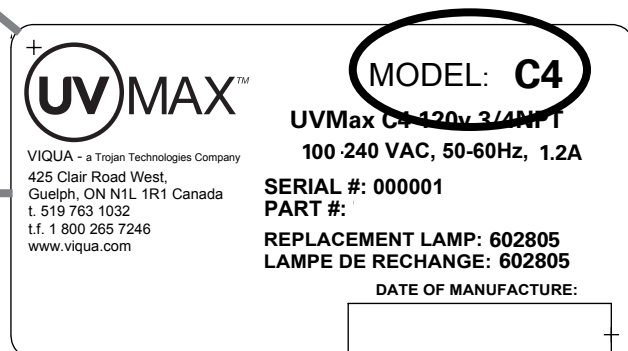 UVMAX™
MODEL: C4
UVMax C4 120v 3/4NPT
100-240 VAC, 50-60Hz, 1.2A
VIQUA - a Trojan Technologies Company
425 Clair Road West,
Guelph, ON N1L 1R1 Canada
t. 519 763 1032
t.f. 1 800 265 7246
www.viqua.com
SERIAL #: 000001
PART #:
REPLACEMENT LAMP: 602805
LAMPE DE RECHANGE: 602805
DATE OF MANUFACTURE: